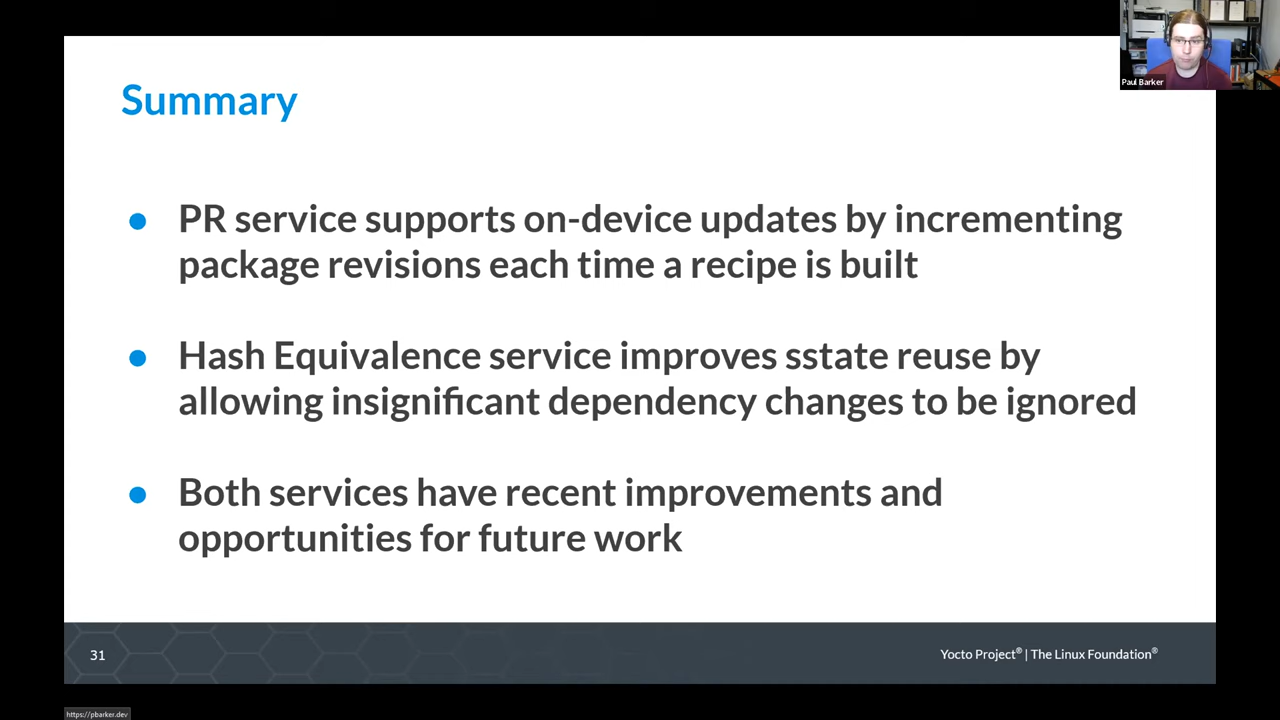 Paul Barker
Summary
● PR service supports on-device updates by incrementing
package revisions each time a recipe is built
● Hash Equivalence service improves sstate reuse by
allowing insignificant dependency changes to be ignored
● Both services have recent improvements and
opportunities for future work
31
Yocto Project® | The Linux Foundation®
https://pbarker.dev